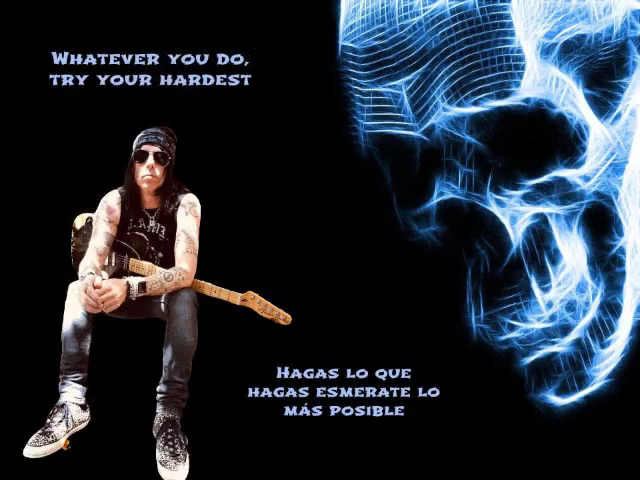 Whatever you do,
try your hardest
Hagas lo que
hagas esmerate lo
más posible